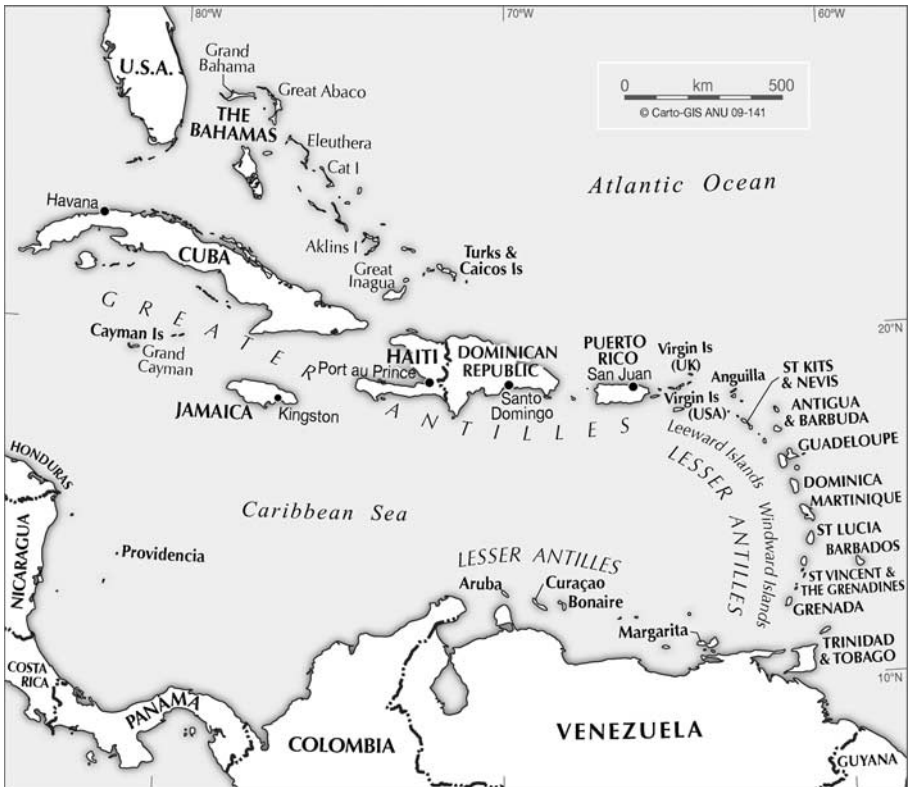 80°W
70°W
60°W
U.S.A.
Grand
Bahama
Great Abaco
THE
BAHAMAS
Eleuthera
Cat I
0 km 500
© Carto-GIS ANU 09-141
Atlantic Ocean
Havana
CUBA
Aklins I
Great
Inagua
Turks &
Caicos Is
GREATER
ANTILLES
Cayman Is
Grand
Cayman
JAMAICA
Kingston
HAITI
Port au Prince
DOMINICAN
REPUBLIC
Santo
Domingo
PUERTO
RICO
San Juan
Virgin Is
(UK)
Virgin Is
(USA)
Anguilla
ST KITS
& NEVIS
20°N
ANTIGUA
& BARBUDA
GUADELOUPE
Leeward Islands
LESSER
ANTILLES
Windward Islands
DOMINICA
MARTINIQUE
ST LUCIA
BARBADOS
ST VINCENT &
THE GRENADINES
GRENADA
HONDURAS
NICARAGUA
Caribbean Sea
Providencia
LESSER ANTILLES
Aruba
Curaçao
Bonaire
Margarita
TRINIDAD
& TOBAGO
10°N
COSTA
RICA
PANAMA
COLOMBIA
VENEZUELA
GUYANA